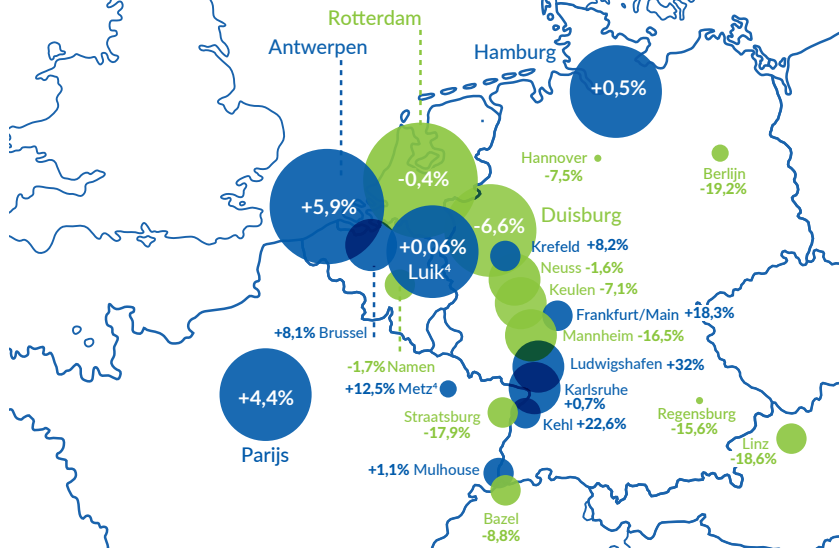 Rotterdam
Antwerpen
Hamburg
+0,5%
Hannover
-7,5%
Berlijn
-19,2%
-0,4%
+5,9%
-6,6%
Duisburg
+0,06%
Luik⁴
Krefeld +8,2%
Neuss -1,6%
Keulen -7,1%
Frankfurt/Main +18,3%
+8,1% Brussel
Mannheim -16,5%
-1,7% Namen
Ludwigshafen +32%
+12,5% Metz⁴
Karlsruhe
+0,7%
+4,4%
Parijs
Straatsburg
-17,9%
Kehl +22,6%
Regensburg
-15,6%
Linz
-18,6%
+1,1% Mulhouse
Bazel
-8,8%